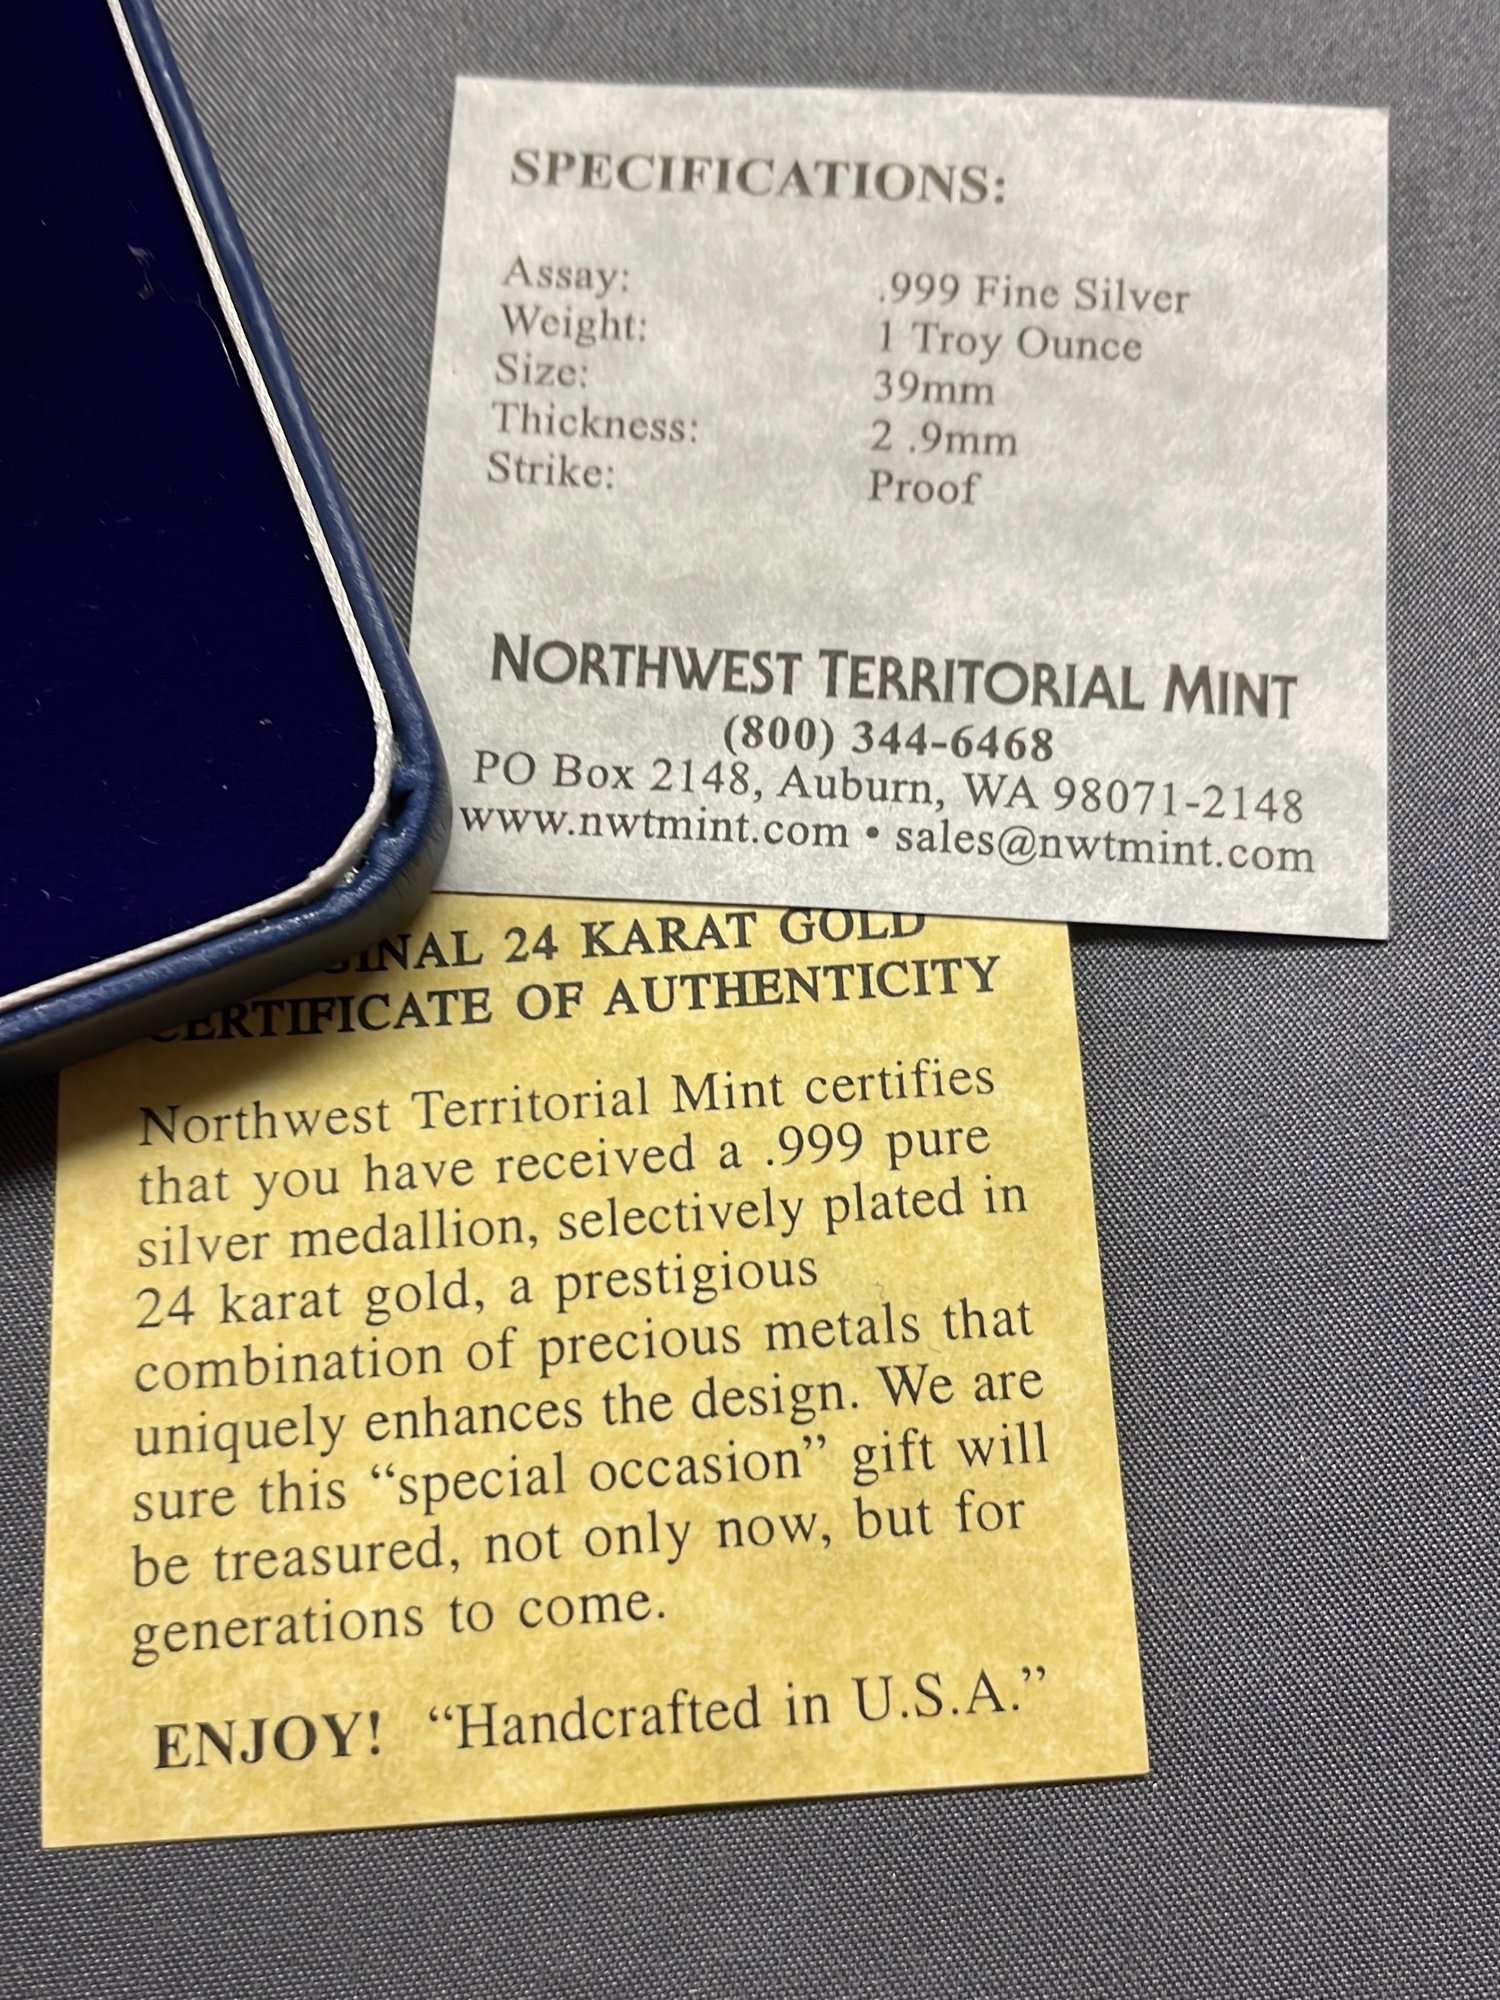 SPECIFICATIONS:
Assay: .999 Fine Silver
Weight: 1 Troy Ounce
Size: 39mm
Thickness: 2 .9mm
Strike: Proof
NORTHWEST TERRITORIAL MINT
(800) 344-6468
PO Box 2148, Auburn, WA 98071-2148
www.nwtmint.com • sales@nwtmint.com
24 KARAT GOLD
CERTIFICATE OF AUTHENTICITY
Northwest Territorial Mint certifies
that you have received a .999 pure
silver medallion, selectively plated in
24 karat gold, a prestigious
combination of precious metals that
uniquely enhances the design. We are
sure this “special occasion” gift will
be treasured, not only now, but for
generations to come.
ENJOY! “Handcrafted in U.S.A.”